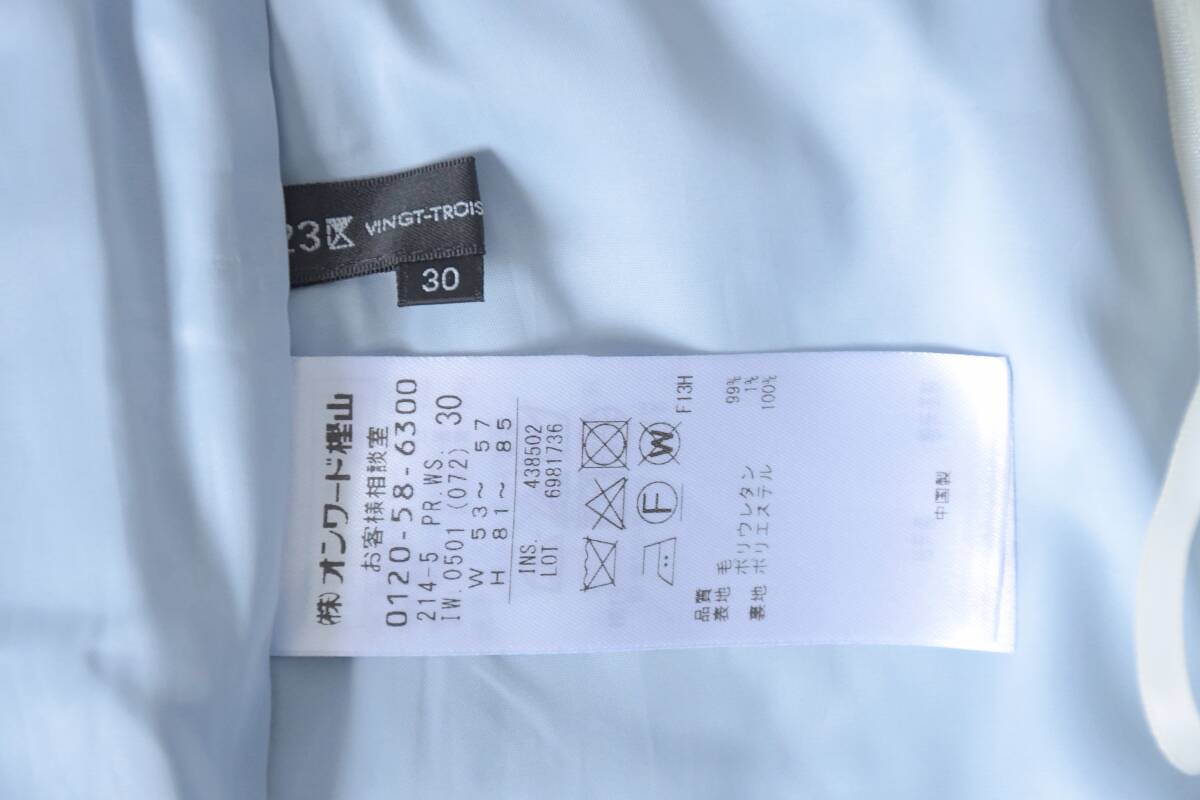 23区 VINGT-TROIS
30
(株)オンワード樫山
お客様相談室
0120-58-6300
214-5 PR.WS.
IW.0501 (072) 30
W 53~ 57
H 81~ 85
INS. 438502
LOT 6981736
W
F
F13H
品質
表地 毛 99%
ポリウレタン 1%
裏地 ポリエステル 100%
中国製